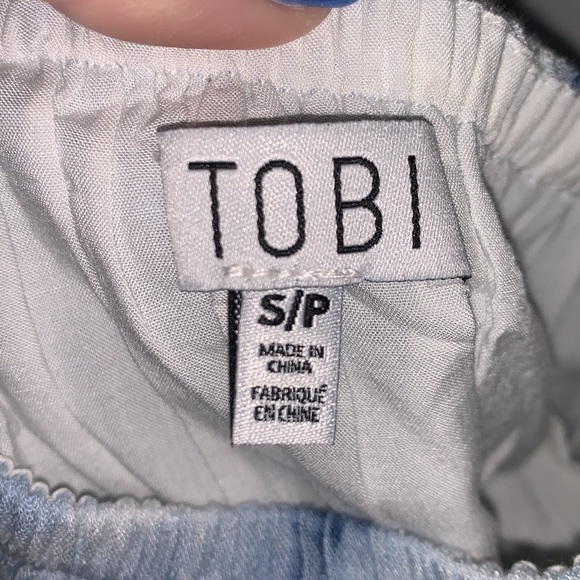 TOBI
S/P
MADE IN
CHINA
FABRIQUÉ
EN CHINE